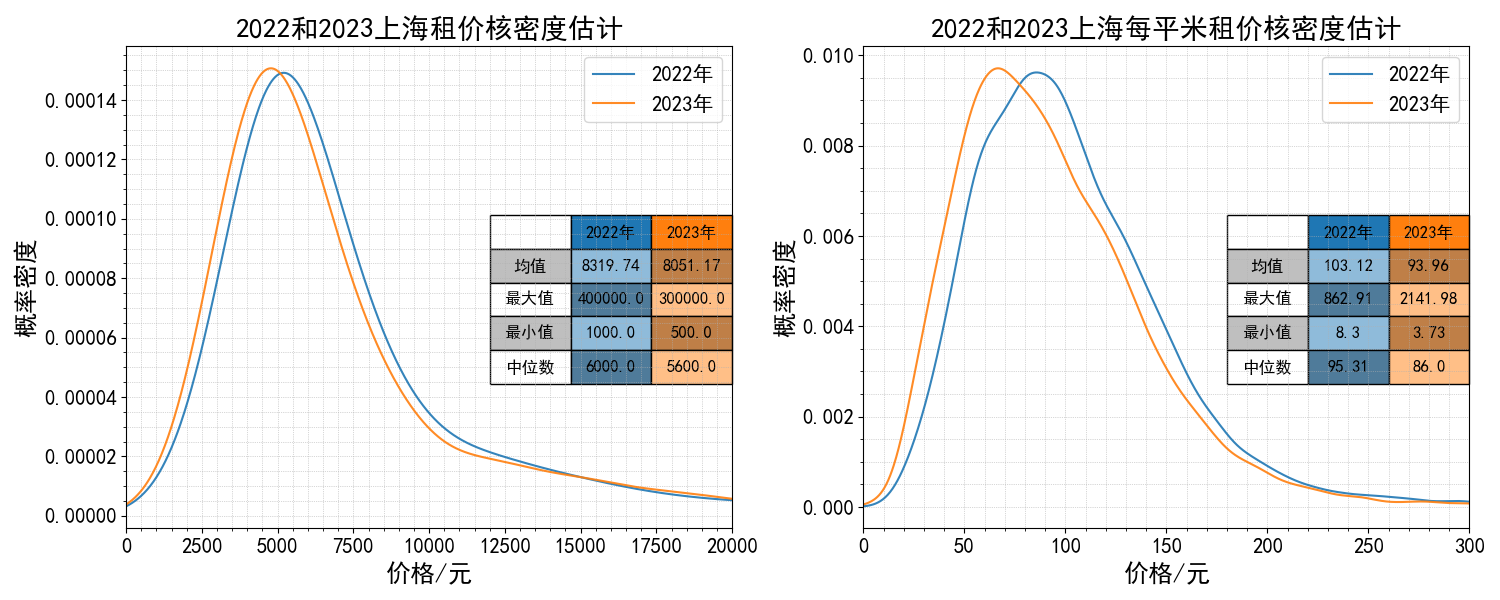 2022和2023上海租价核密度估计
2022年
2023年
0.00014
0.00012
0.00010
0.00008
0.00006
0.00004
0.00002
0.00000
概率密度
2022年 2023年
均值 8319.74 8051.17
最大值 400000.0 300000.0
最小值 1000.0 500.0
中位数 6000.0 5600.0
0 2500 5000 7500 10000 12500 15000 17500 20000
价格/元
2022和2023上海每平米租价核密度估计
2022年
2023年
0.010
0.008
0.006
0.004
0.002
0.000
概率密度
2022年 2023年
均值 103.12 93.96
最大值 862.91 2141.98
最小值 8.3 3.73
中位数 95.31 86.0
0 50 100 150 200 250 300
价格/元